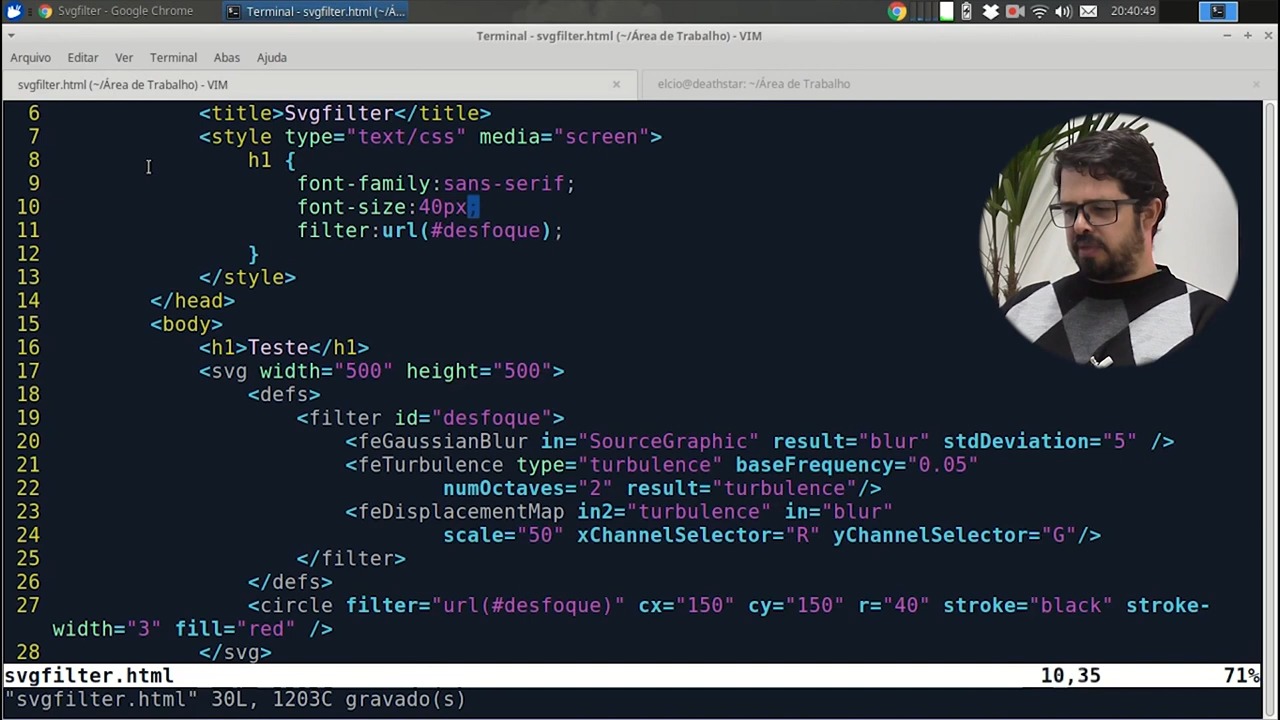 Svgfilter - Google Chrome
Terminal - svgfilter.html (~/Á...
20:40:49
Terminal - svgfilter.html (~/Área de Trabalho) - VIM
Arquivo Editar Ver Terminal Abas Ajuda
svgfilter.html (~/Área de Trabalho) - VIM
elcio@deathstar: ~/Área de Trabalho
6 <title>Svgfilter</title>
7 <style type="text/css" media="screen">
8 h1 {
9 font-family:sans-serif;
10 font-size:40px;
11 filter:url(#desfoque);
12 }
13 </style>
14 </head>
15 <body>
16 <h1>Teste</h1>
17 <svg width="500" height="500">
18 <defs>
19 <filter id="desfoque">
20 <feGaussianBlur in="SourceGraphic" result="blur" stdDeviation="5" />
21 <feTurbulence type="turbulence" baseFrequency="0.05"
22 numOctaves="2" result="turbulence"/>
23 <feDisplacementMap in2="turbulence" in="blur"
24 scale="50" xChannelSelector="R" yChannelSelector="G"/>
25 </filter>
26 </defs>
27 <circle filter="url(#desfoque)" cx="150" cy="150" r="40" stroke="black" stroke-
width="3" fill="red" />
28 </svg>
svgfilter.html 10,35 71%
"svgfilter.html" 30L, 1203C gravado(s)